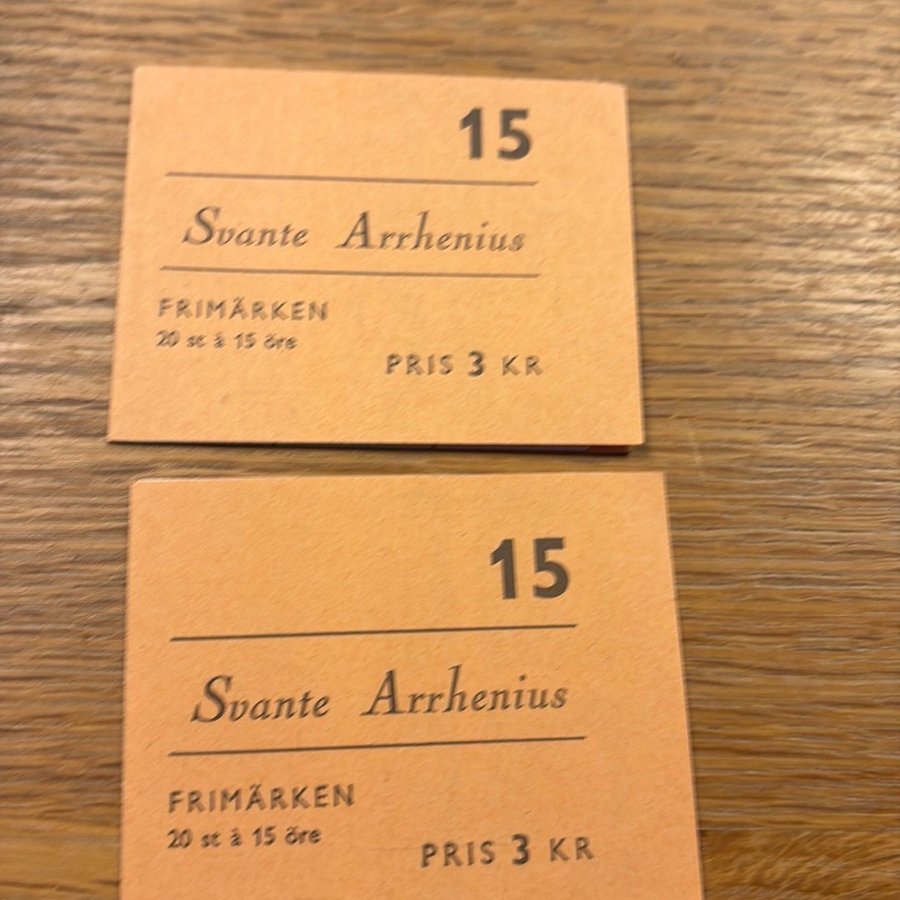 15
Svante Arrhenius
FRIMÄRKEN
20 st à 15 öre
PRIS 3 KR
15
Svante Arrhenius
FRIMÄRKEN
20 st à 15 öre
PRIS 3 KR